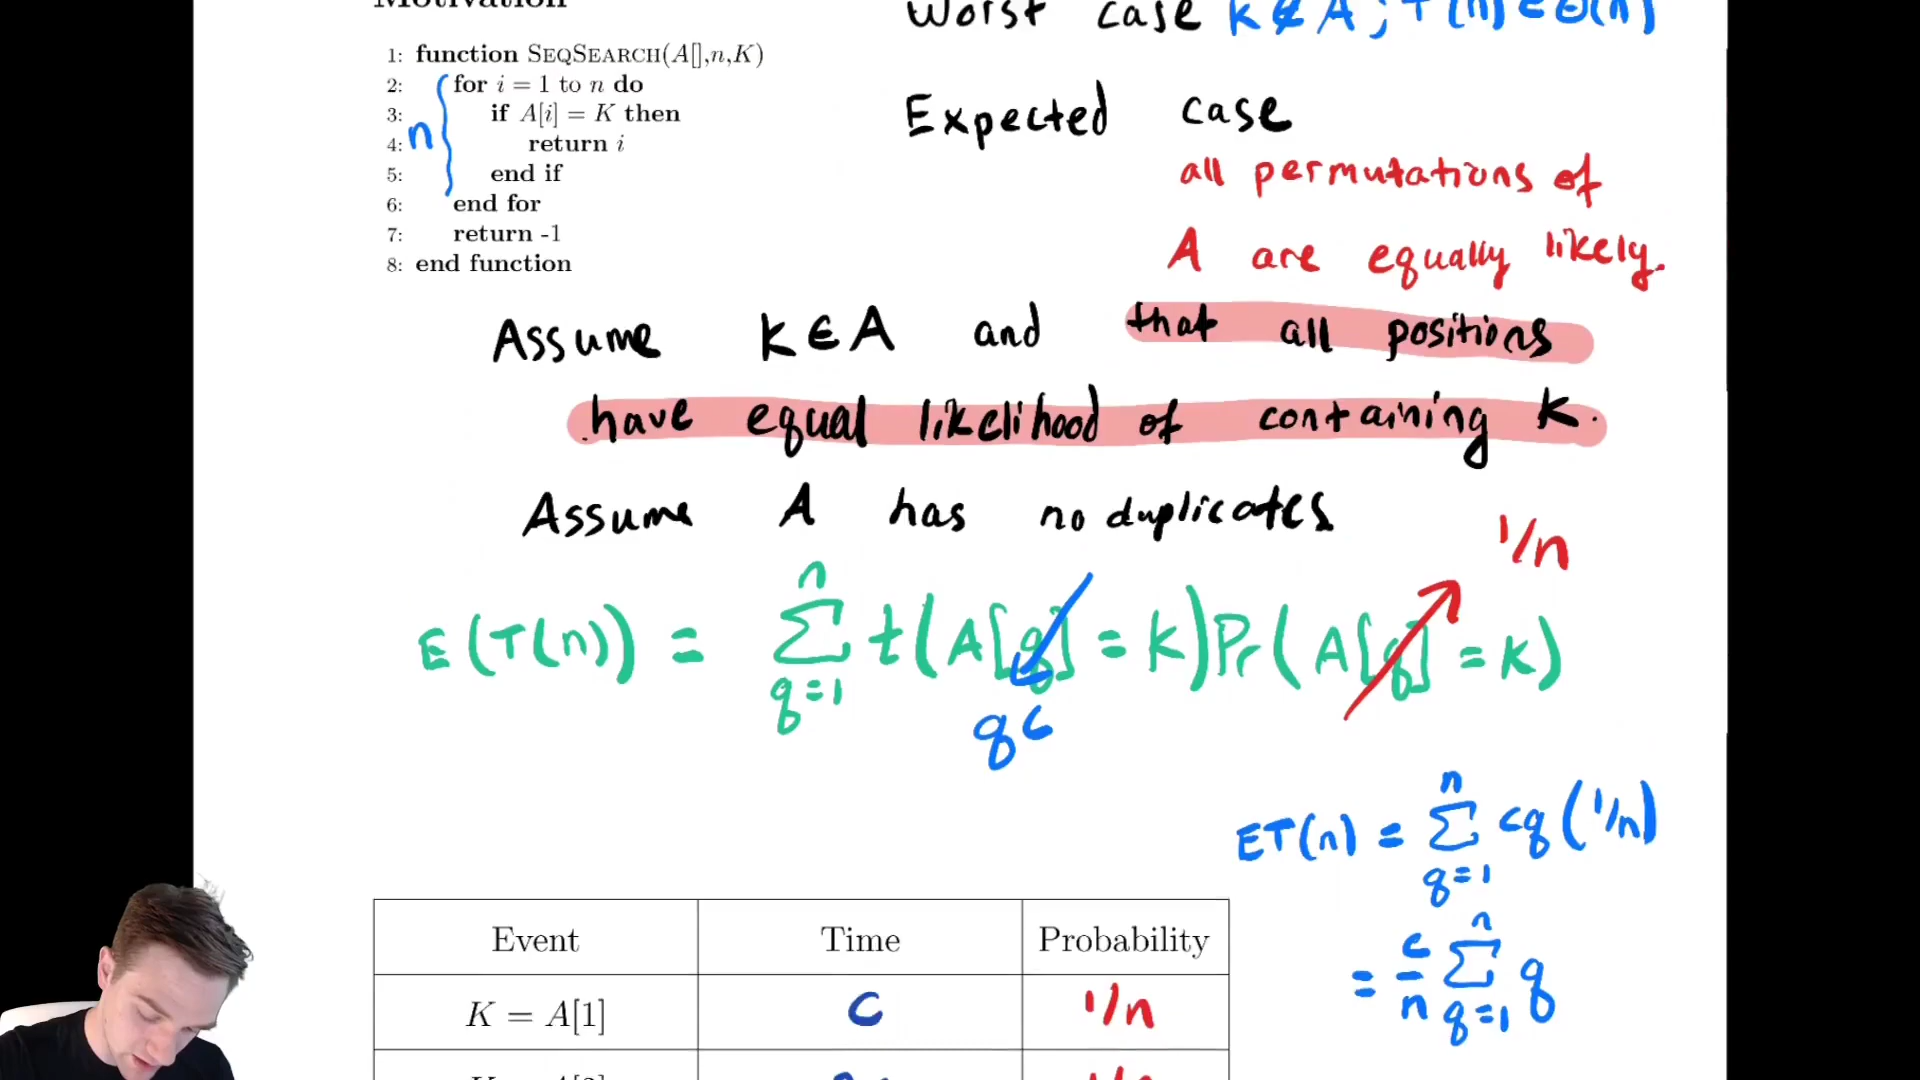 Motivation
1: function SEQSEARCH(A[],n,K)
2: for i = 1 to n do
3: if A[i] = K then
4: return i
5: end if
6: end for
7: return -1
8: end function
n
Worst case K ∉ A ; T(n) ∈ Θ(n)
Expected case
all permutations of
A are equally likely.
Assume K ∈ A and that all positions
have equal likelihood of containing K.
Assume A has no duplicates
1/n
E(T(n)) = n Σ q=1 t(A[q] = K) Pr(A[q] = K)
qc
ET(n) = n Σ q=1 cq (1/n)
= c/n n Σ q=1 q
Event Time Probability
K = A[1] C 1/n